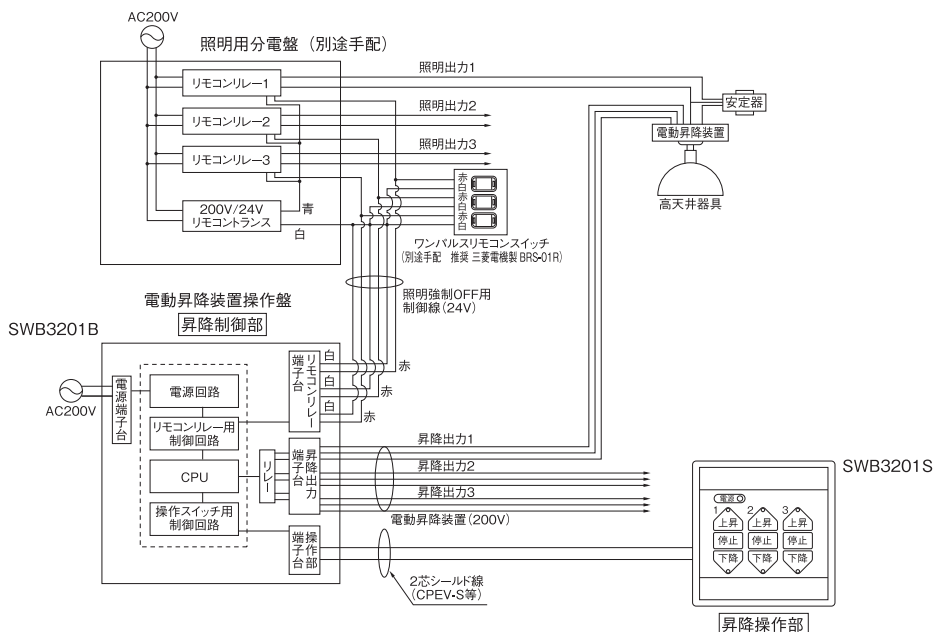 AC200V
照明用分電盤（別途手配）
リモコンリレー1
リモコンリレー2
リモコンリレー3
200V/24V
リモコントランス
青
白
照明出力1
照明出力2
照明出力3
安定器
電動昇降装置
高天井器具
赤
白
赤
白
赤
白
ワンパルスリモコンスイッチ
（別途手配　推奨 三菱電機製 BRS-01R）
照明強制OFF用
制御線（24V）
電動昇降装置操作盤
昇降制御部
SWB3201B
AC200V
電源端子台
電源回路
リモコンリレー用
制御回路
CPU
操作スイッチ用
制御回路
リモコンリレー
端子台
白
赤
白
赤
白
赤
リレー
昇降出力
端子台
操作部
端子台
昇降出力1
昇降出力2
昇降出力3
電動昇降装置（200V）
2芯シールド線
（CPEV-S等）
SWB3201S
電源
1 2 3
上昇 上昇 上昇
停止 停止 停止
下降 下降 下降
昇降操作部